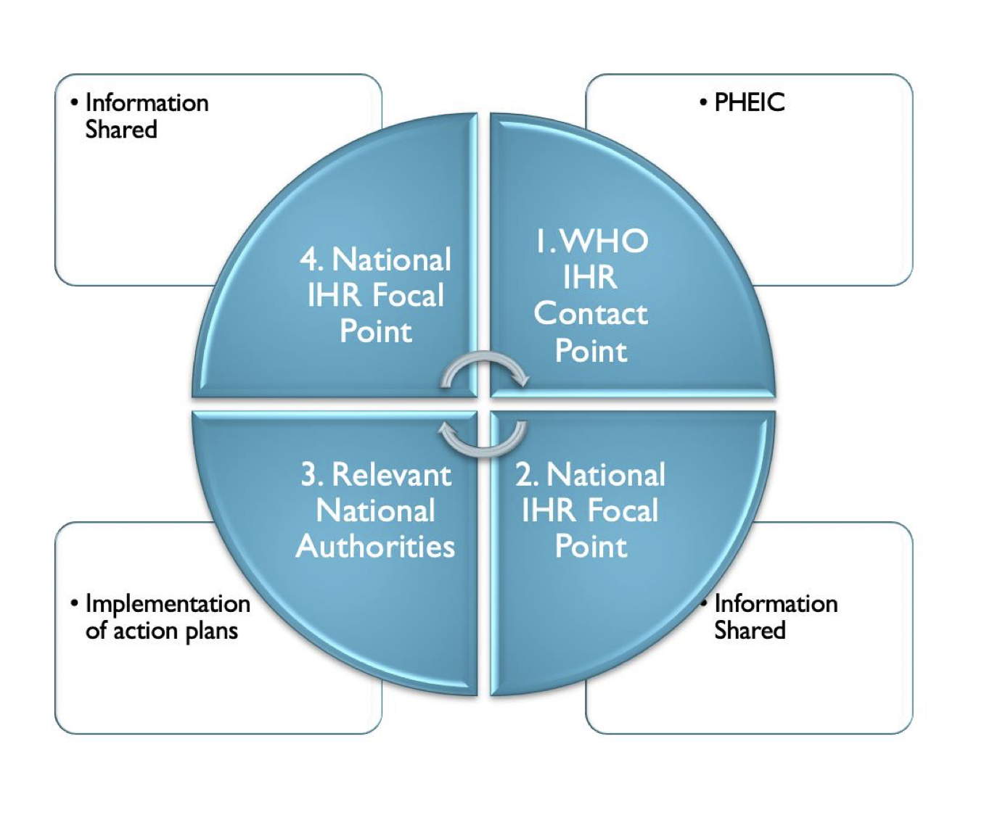 • Information
Shared
• PHEIC
4. National
IHR Focal
Point
1. WHO
IHR
Contact
Point
3. Relevant
National
Authorities
2. National
IHR Focal
Point
• Implementation
of action plans
• Information
Shared